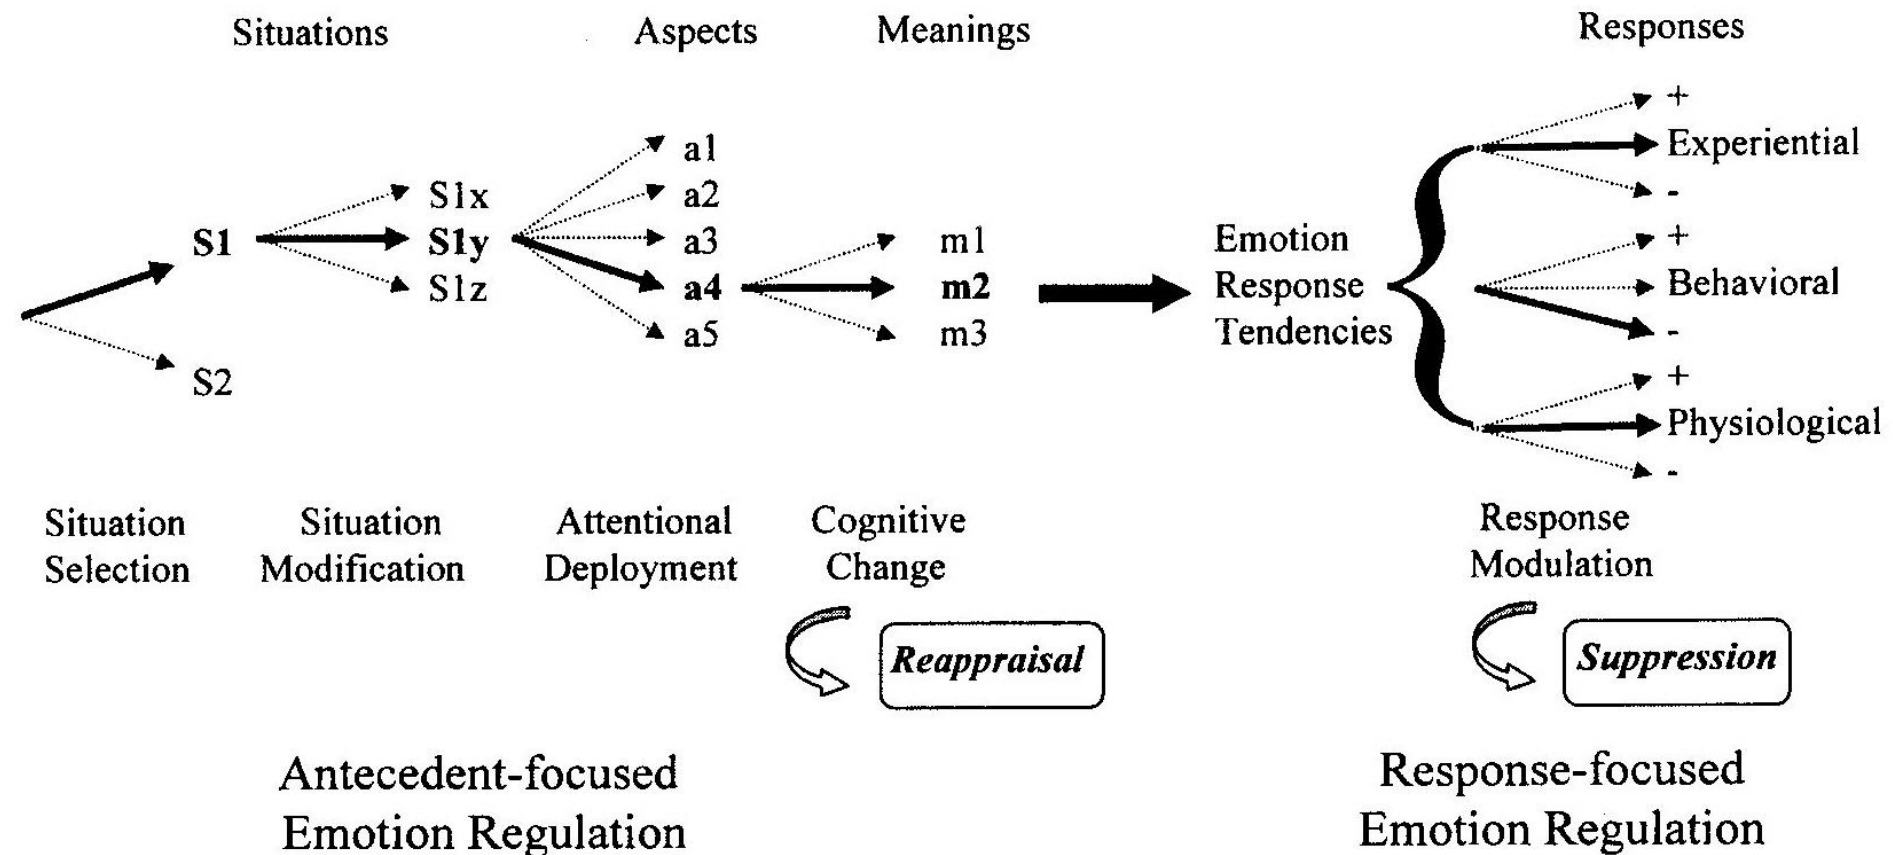 Situations
Aspects
Meanings
Responses
S1
S2
S1x
S1y
S1z
a1
a2
a3
a4
a5
m1
m2
m3
Emotion
Response
Tendencies
+
Experiential
-
+
Behavioral
-
+
Physiological
-
Situation
Selection
Situation
Modification
Attentional
Deployment
Cognitive
Change
Response
Modulation
Reappraisal
Suppression
Antecedent-focused
Emotion Regulation
Response-focused
Emotion Regulation